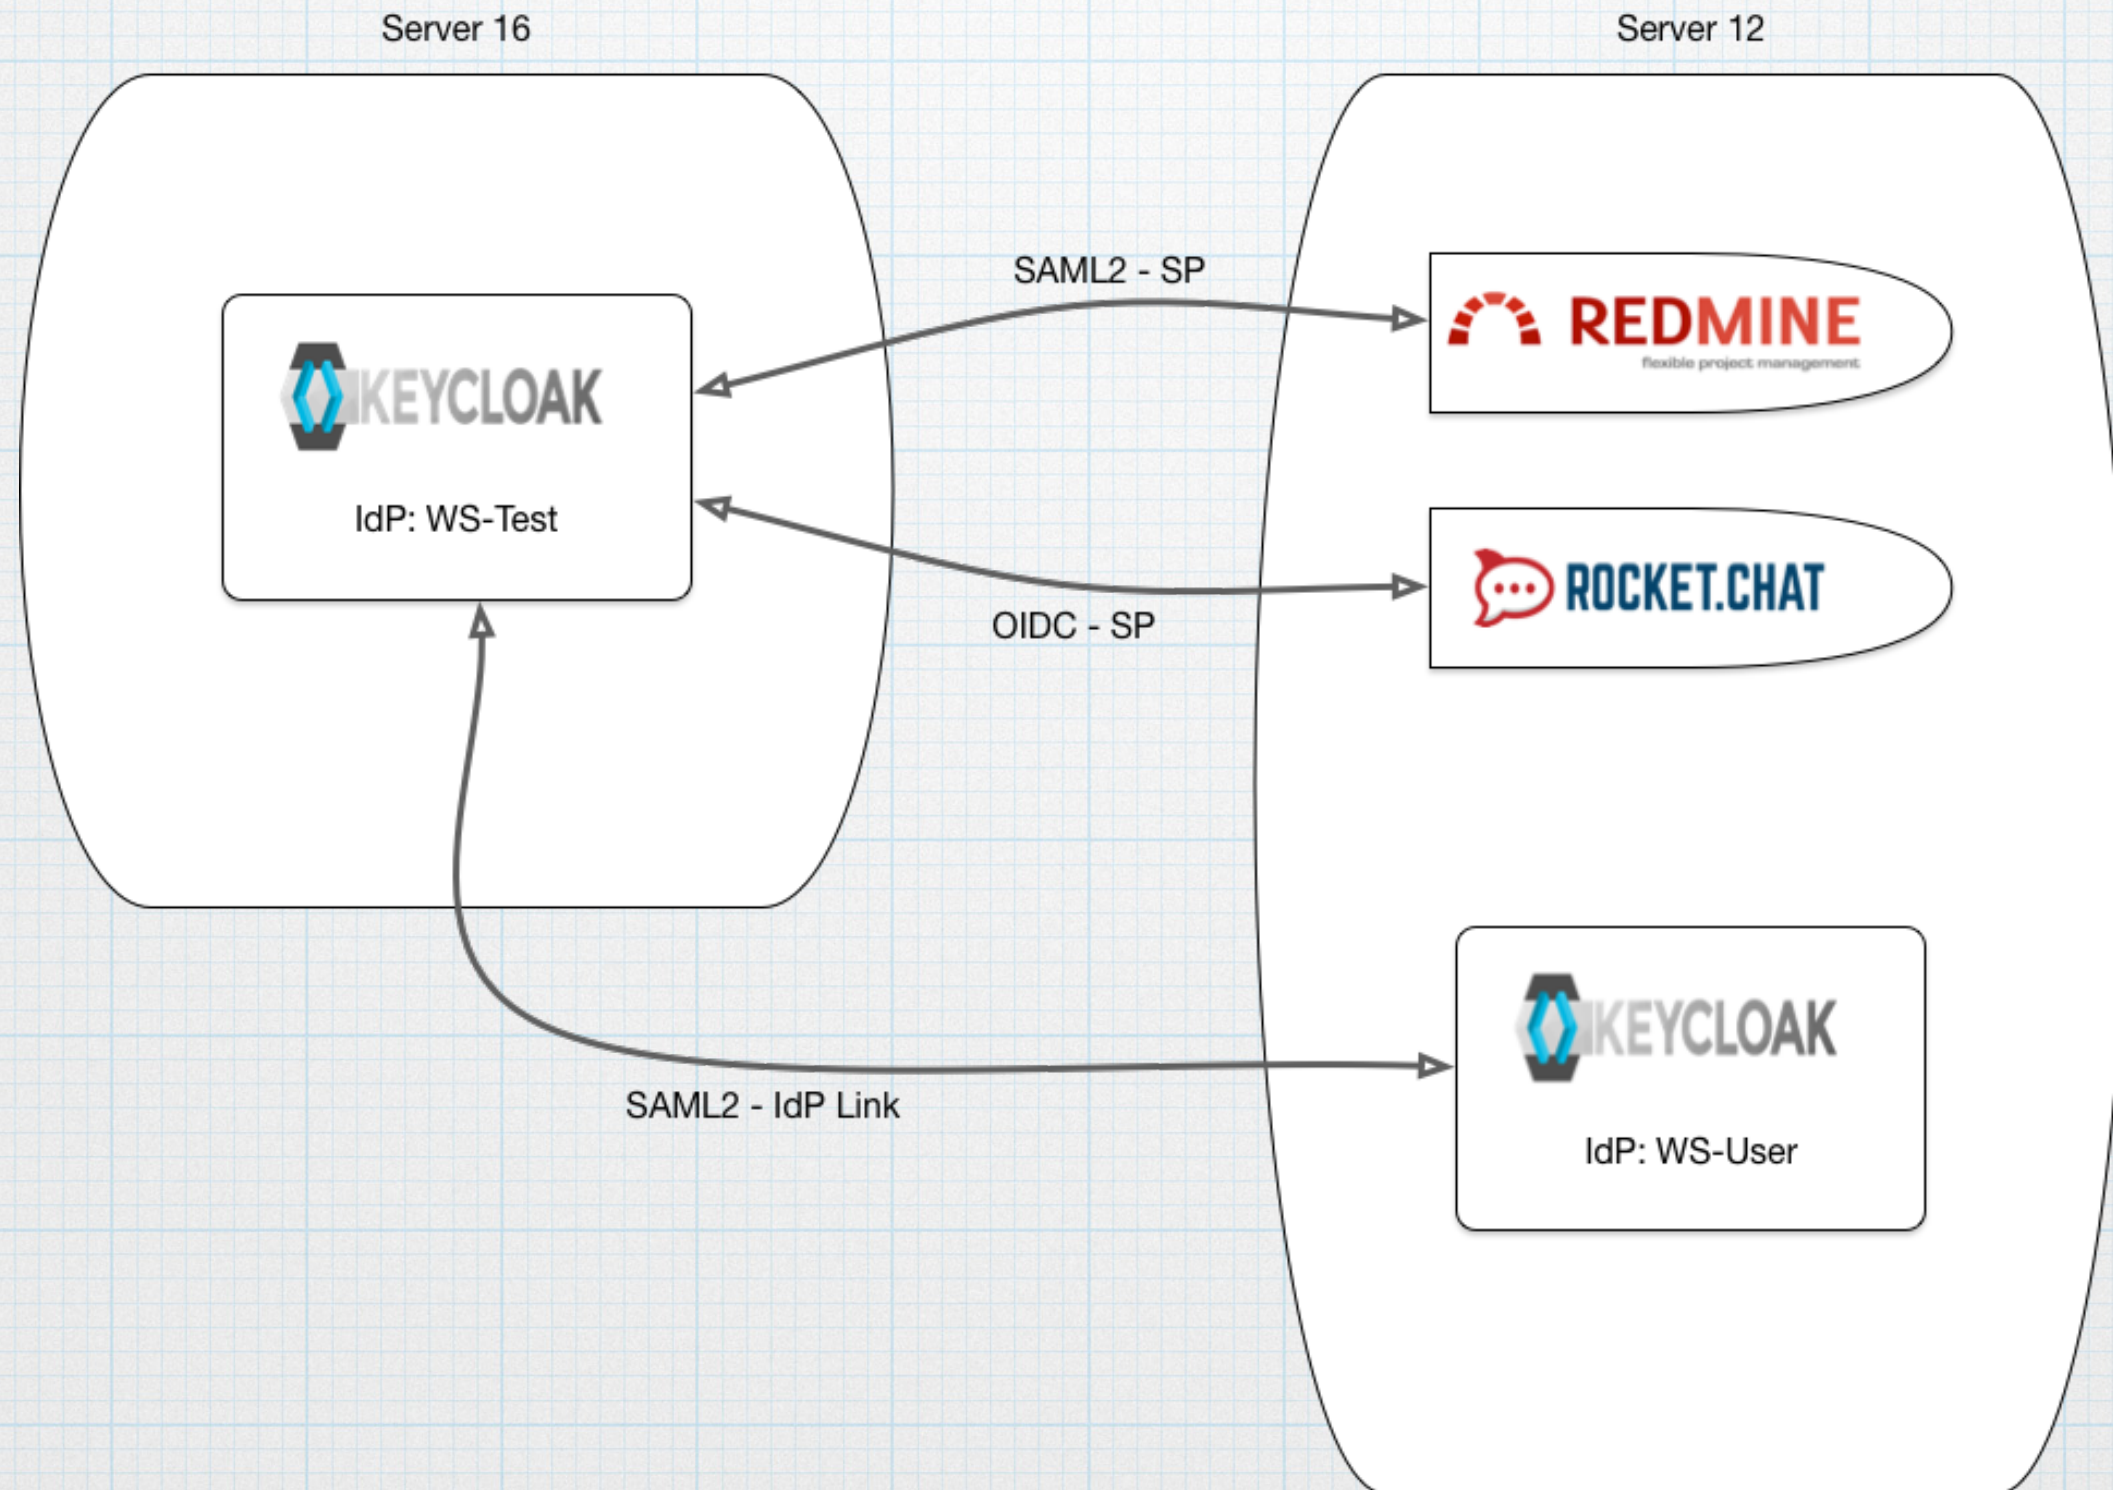 Server 16
Server 12
SAML2 - SP
REDMINE
flexible project management
KEYCLOAK
IdP: WS-Test
ROCKET.CHAT
OIDC - SP
KEYCLOAK
SAML2 - IdP Link
IdP: WS-User